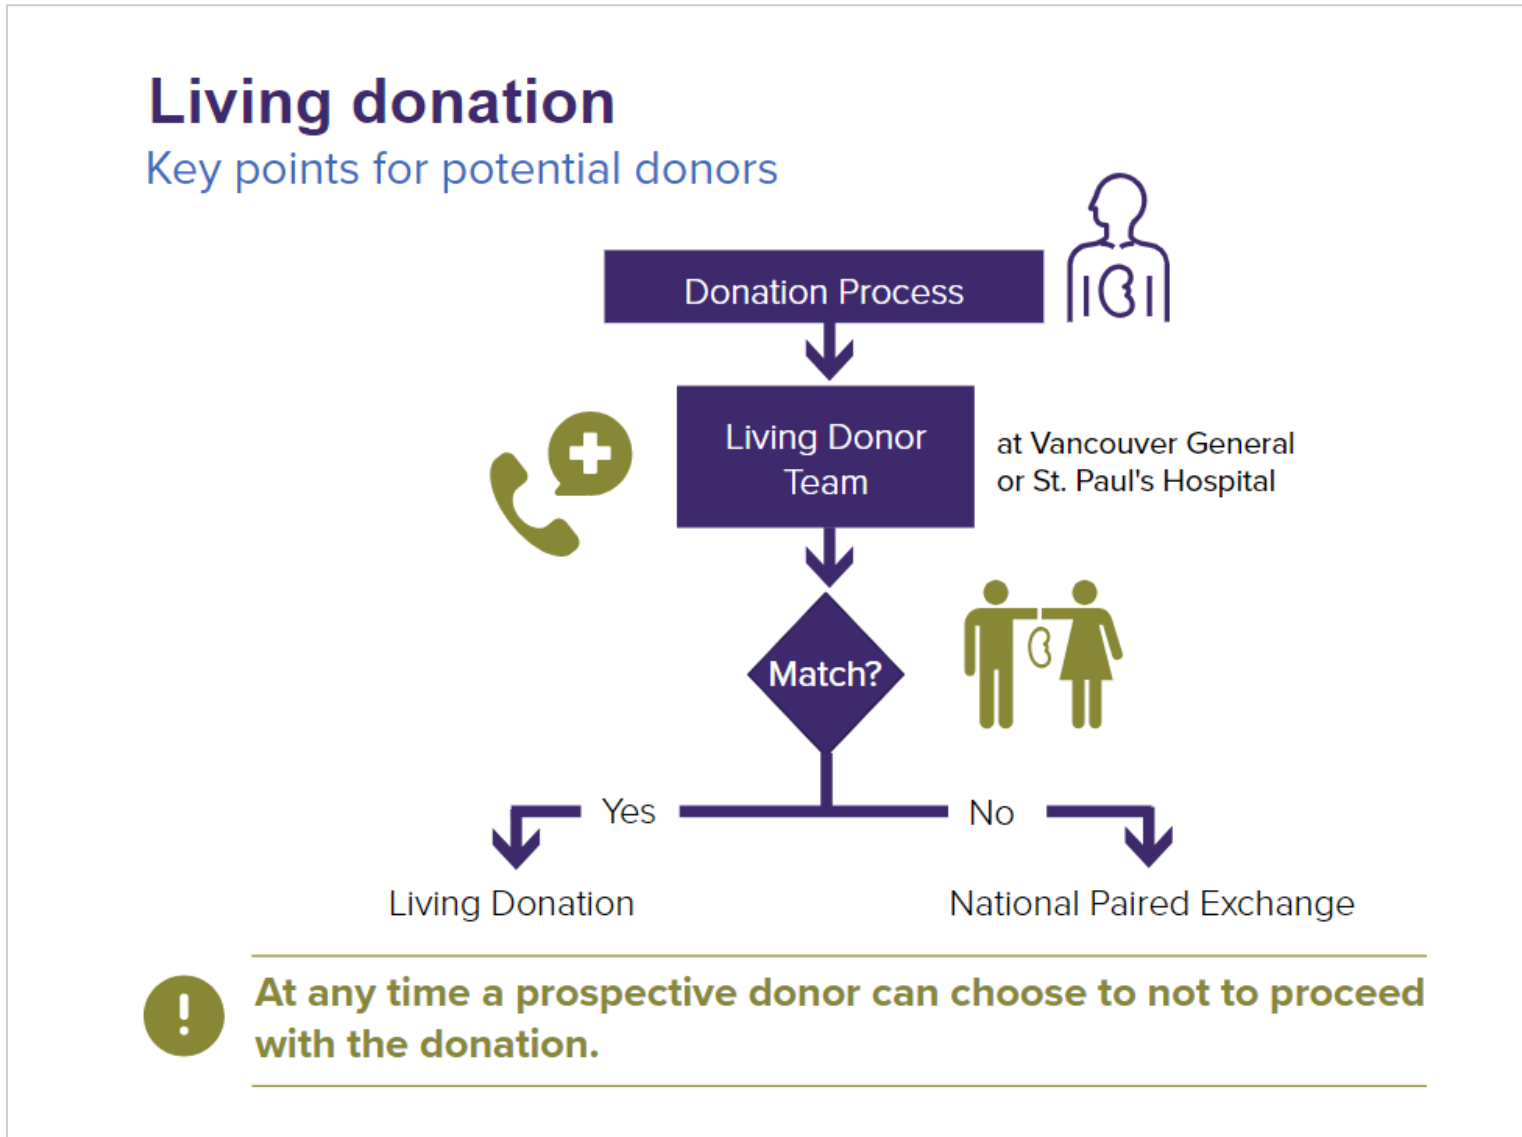 Living donation
Key points for potential donors
Donation Process
Living Donor
Team
at Vancouver General
or St. Paul's Hospital
Match?
Yes
No
Living Donation
National Paired Exchange
At any time a prospective donor can choose to not to proceed
with the donation.